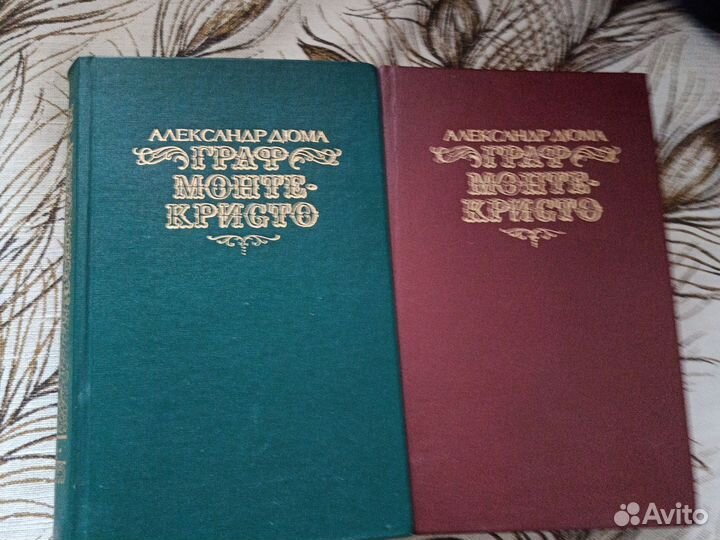 АЛЕКСАНДР ДЮМА
ГРАФ
МОНТЕ-
КРИСТО
АЛЕКСАНДР ДЮМА
ГРАФ
МОНТЕ-
КРИСТО
Avito